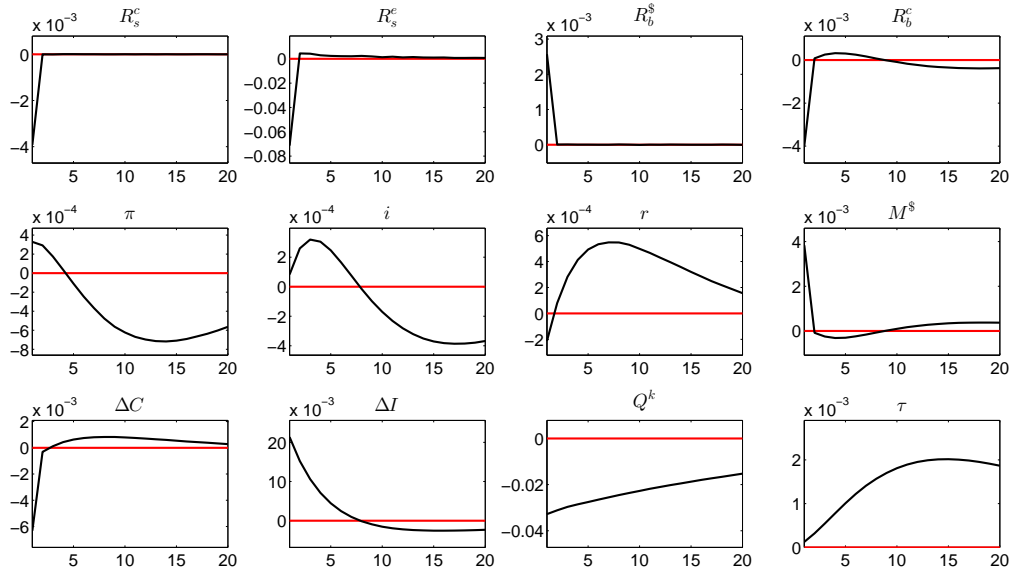 R_s^c R_s^e R_b^$ R_b^c
x 10^−3 x 10^−3 x 10^−3
0 0 3 0
−2 −0.02 2 −2
−4 −0.04 1 −4
−0.06 0
−0.08
5 10 15 20 5 10 15 20 5 10 15 20 5 10 15 20
π i r M^$
x 10^−4 x 10^−4 x 10^−4 x 10^−3
4 2 6 4
2 0 4 2
0 −2 2 0
−2 −4 0
−4 −2
−6
−8
5 10 15 20 5 10 15 20 5 10 15 20 5 10 15 20
ΔC ΔI Q^k τ
x 10^−3 x 10^−3 x 10^−3
2 20 0 2
0 10 −0.02 1
−2 0 −0.04 0
−4
−6
5 10 15 20 5 10 15 20 5 10 15 20 5 10 15 20